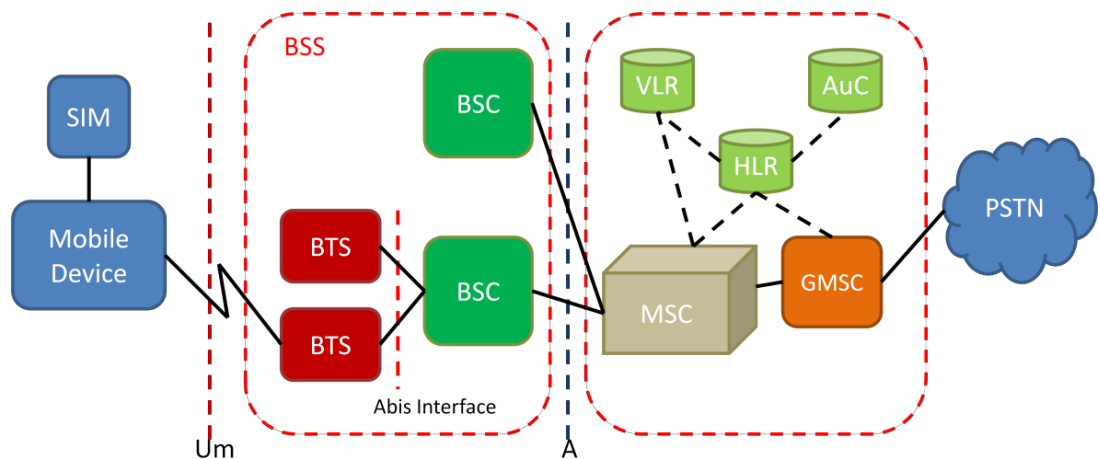 BSS
SIM
Mobile
Device
BSC
BTS
BTS
BSC
Abis Interface
VLR
AuC
HLR
MSC
GMSC
PSTN
Um
A